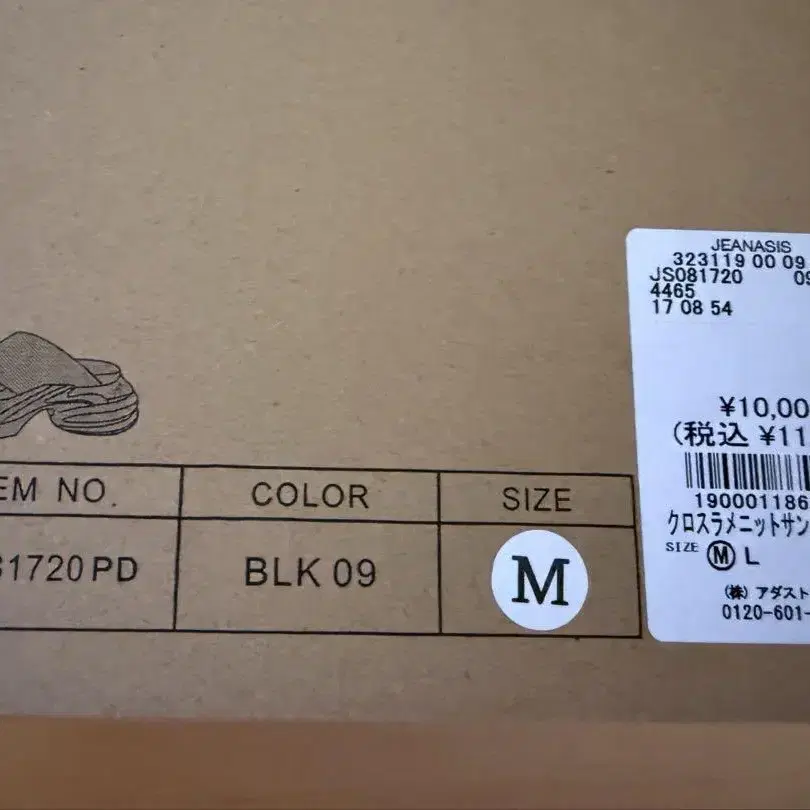 JEANASIS
323119 00 09
JS081720 09
4465
17 08 54
¥10,00
(税込 ¥11
190001186
クロスラメニットサン
SIZE Ⓜ L
(株) アダスト
0120-601-
EM NO. COLOR SIZE
31720PD BLK 09 M